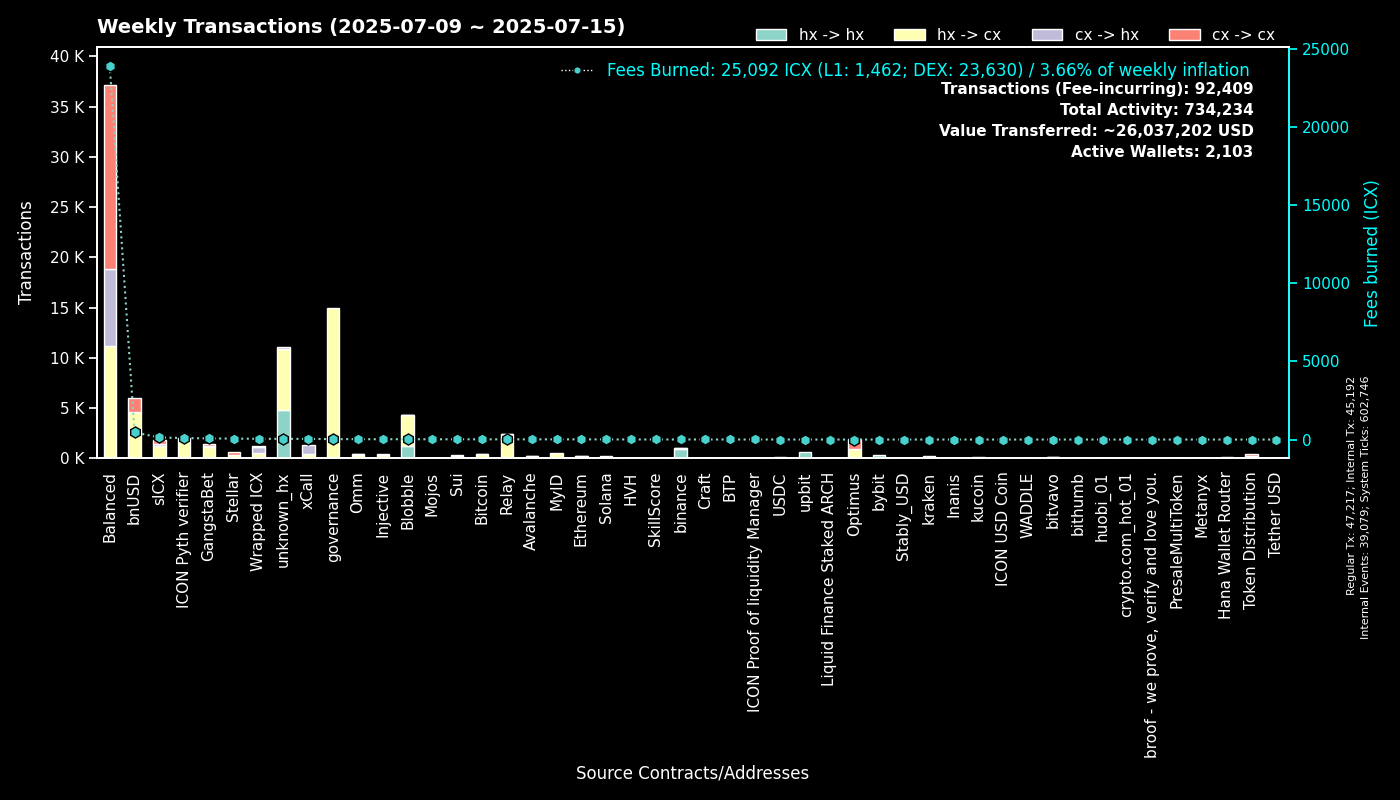 Weekly Transactions (2025-07-09 ~ 2025-07-15)
hx -> hx
hx -> cx
cx -> hx
cx -> cx
Fees Burned: 25,092 ICX (L1: 1,462; DEX: 23,630) / 3.66% of weekly inflation
Transactions (Fee-incurring): 92,409
Total Activity: 734,234
Value Transferred: ~26,037,202 USD
Active Wallets: 2,103
Transactions
40 K
35 K
30 K
25 K
20 K
15 K
10 K
5 K
0 K
25000
20000
15000
10000
5000
0
Fees burned (ICX)
Balanced
bnUSD
sICX
ICON Pyth verifier
GangstaBet
Stellar
Wrapped ICX
unknown_hx
xCall
governance
Omm
Injective
Blobble
Mojos
Sui
Bitcoin
Relay
Avalanche
MyID
Ethereum
Solana
HVH
SkillScore
binance
Craft
BTP
ICON Proof of liquidity Manager
USDC
upbit
Liquid Finance Staked ARCH
Optimus
bybit
Stably_USD
kraken
Inanis
kucoin
ICON USD Coin
WADDLE
bitvavo
bithumb
huobi_01
crypto.com_hot_01
broof - we prove, verify and love you.
PresaleMultiToken
Metanyx
Hana Wallet Router
Token Distribution
Tether USD
Source Contracts/Addresses
Regular Tx: 47,217; Internal Tx: 45,192
Internal Events: 39,079; System Ticks: 602,746